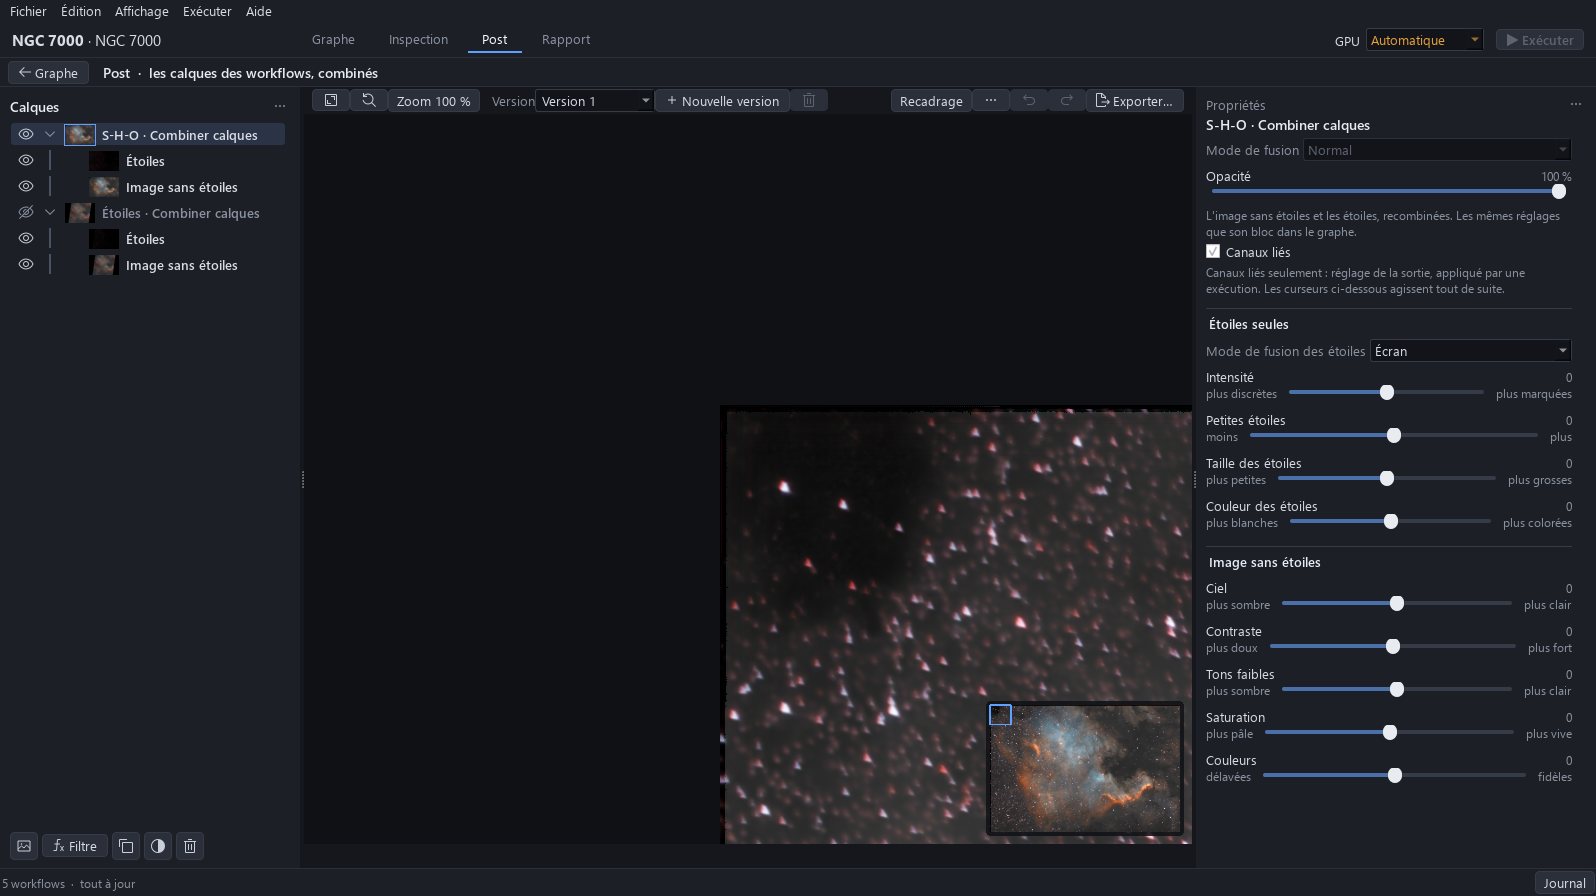 Fichier Édition Affichage Exécuter Aide
NGC 7000 · NGC 7000
Graphe Inspection Post Rapport
GPU Automatique Exécuter
Graphe Post · les calques des workflows, combinés
Calques ...
S-H-O · Combiner calques
Étoiles
Image sans étoiles
Étoiles · Combiner calques
Étoiles
Image sans étoiles
Filtre
Zoom 100 % Version Version 1 + Nouvelle version
Recadrage ... Exporter...
Propriétés ...
S-H-O · Combiner calques
Mode de fusion Normal
Opacité 100 %
L'image sans étoiles et les étoiles, recombinées. Les mêmes réglages
que son bloc dans le graphe.
Canaux liés
Canaux liés seulement : réglage de la sortie, appliqué par une
exécution. Les curseurs ci-dessous agissent tout de suite.
Étoiles seules
Mode de fusion des étoiles Écran
Intensité 0
plus discrètes plus marquées
Petites étoiles 0
moins plus
Taille des étoiles 0
plus petites plus grosses
Couleur des étoiles 0
plus blanches plus colorées
Image sans étoiles
Ciel 0
plus sombre plus clair
Contraste 0
plus doux plus fort
Tons faibles 0
plus sombre plus clair
Saturation 0
plus pâle plus vive
Couleurs 0
délavées fidèles
5 workflows · tout à jour
Journal